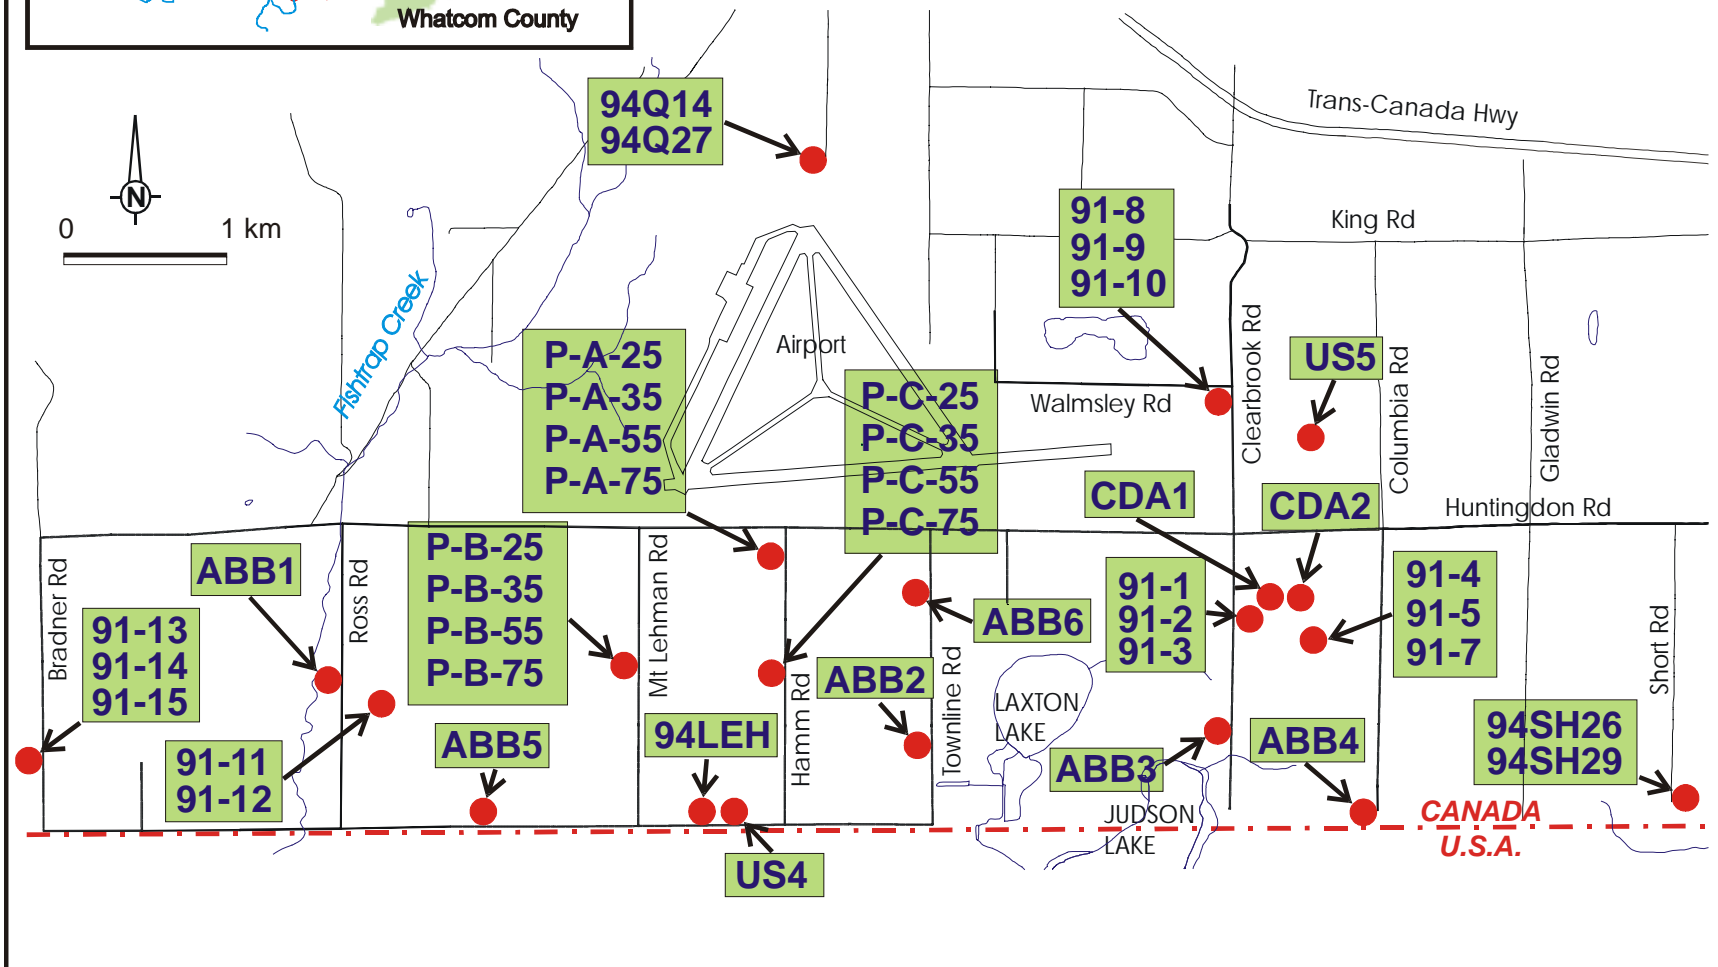 Whatcom County
94Q14
94Q27
Trans-Canada Hwy
N
0 1 km
91-8
91-9
91-10
King Rd
Fishtrap Creek
Airport
P-A-25
P-A-35
P-A-55
P-A-75
P-C-25
P-C-35
P-C-55
P-C-75
Walmsley Rd
Clearbrook Rd
US5
Columbia Rd
Gladwin Rd
CDA1
CDA2
Huntingdon Rd
Bradner Rd
ABB1
Ross Rd
P-B-25
P-B-35
P-B-55
P-B-75
Mt Lehman Rd
ABB6
91-1
91-2
91-3
91-4
91-5
91-7
Short Rd
91-13
91-14
91-15
91-11
91-12
ABB5
94LEH
Hamm Rd
ABB2
Townline Rd
LAXTON
LAKE
ABB3
ABB4
94SH26
94SH29
JUDSON
LAKE
CANADA
U.S.A.
US4